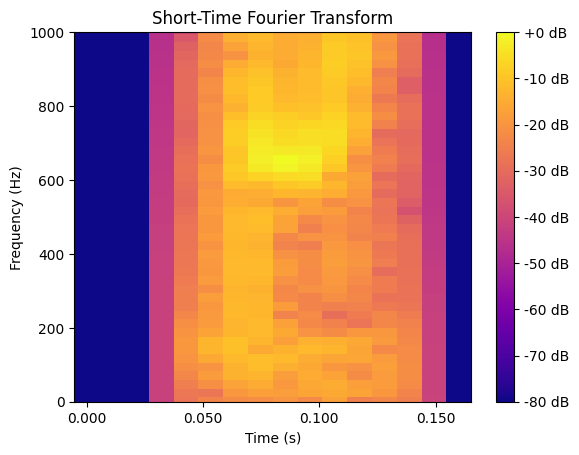 Short-Time Fourier Transform
1000
800
600
400
200
0
Frequency (Hz)
0.000
0.050
0.100
0.150
Time (s)
+0 dB
-10 dB
-20 dB
-30 dB
-40 dB
-50 dB
-60 dB
-70 dB
-80 dB